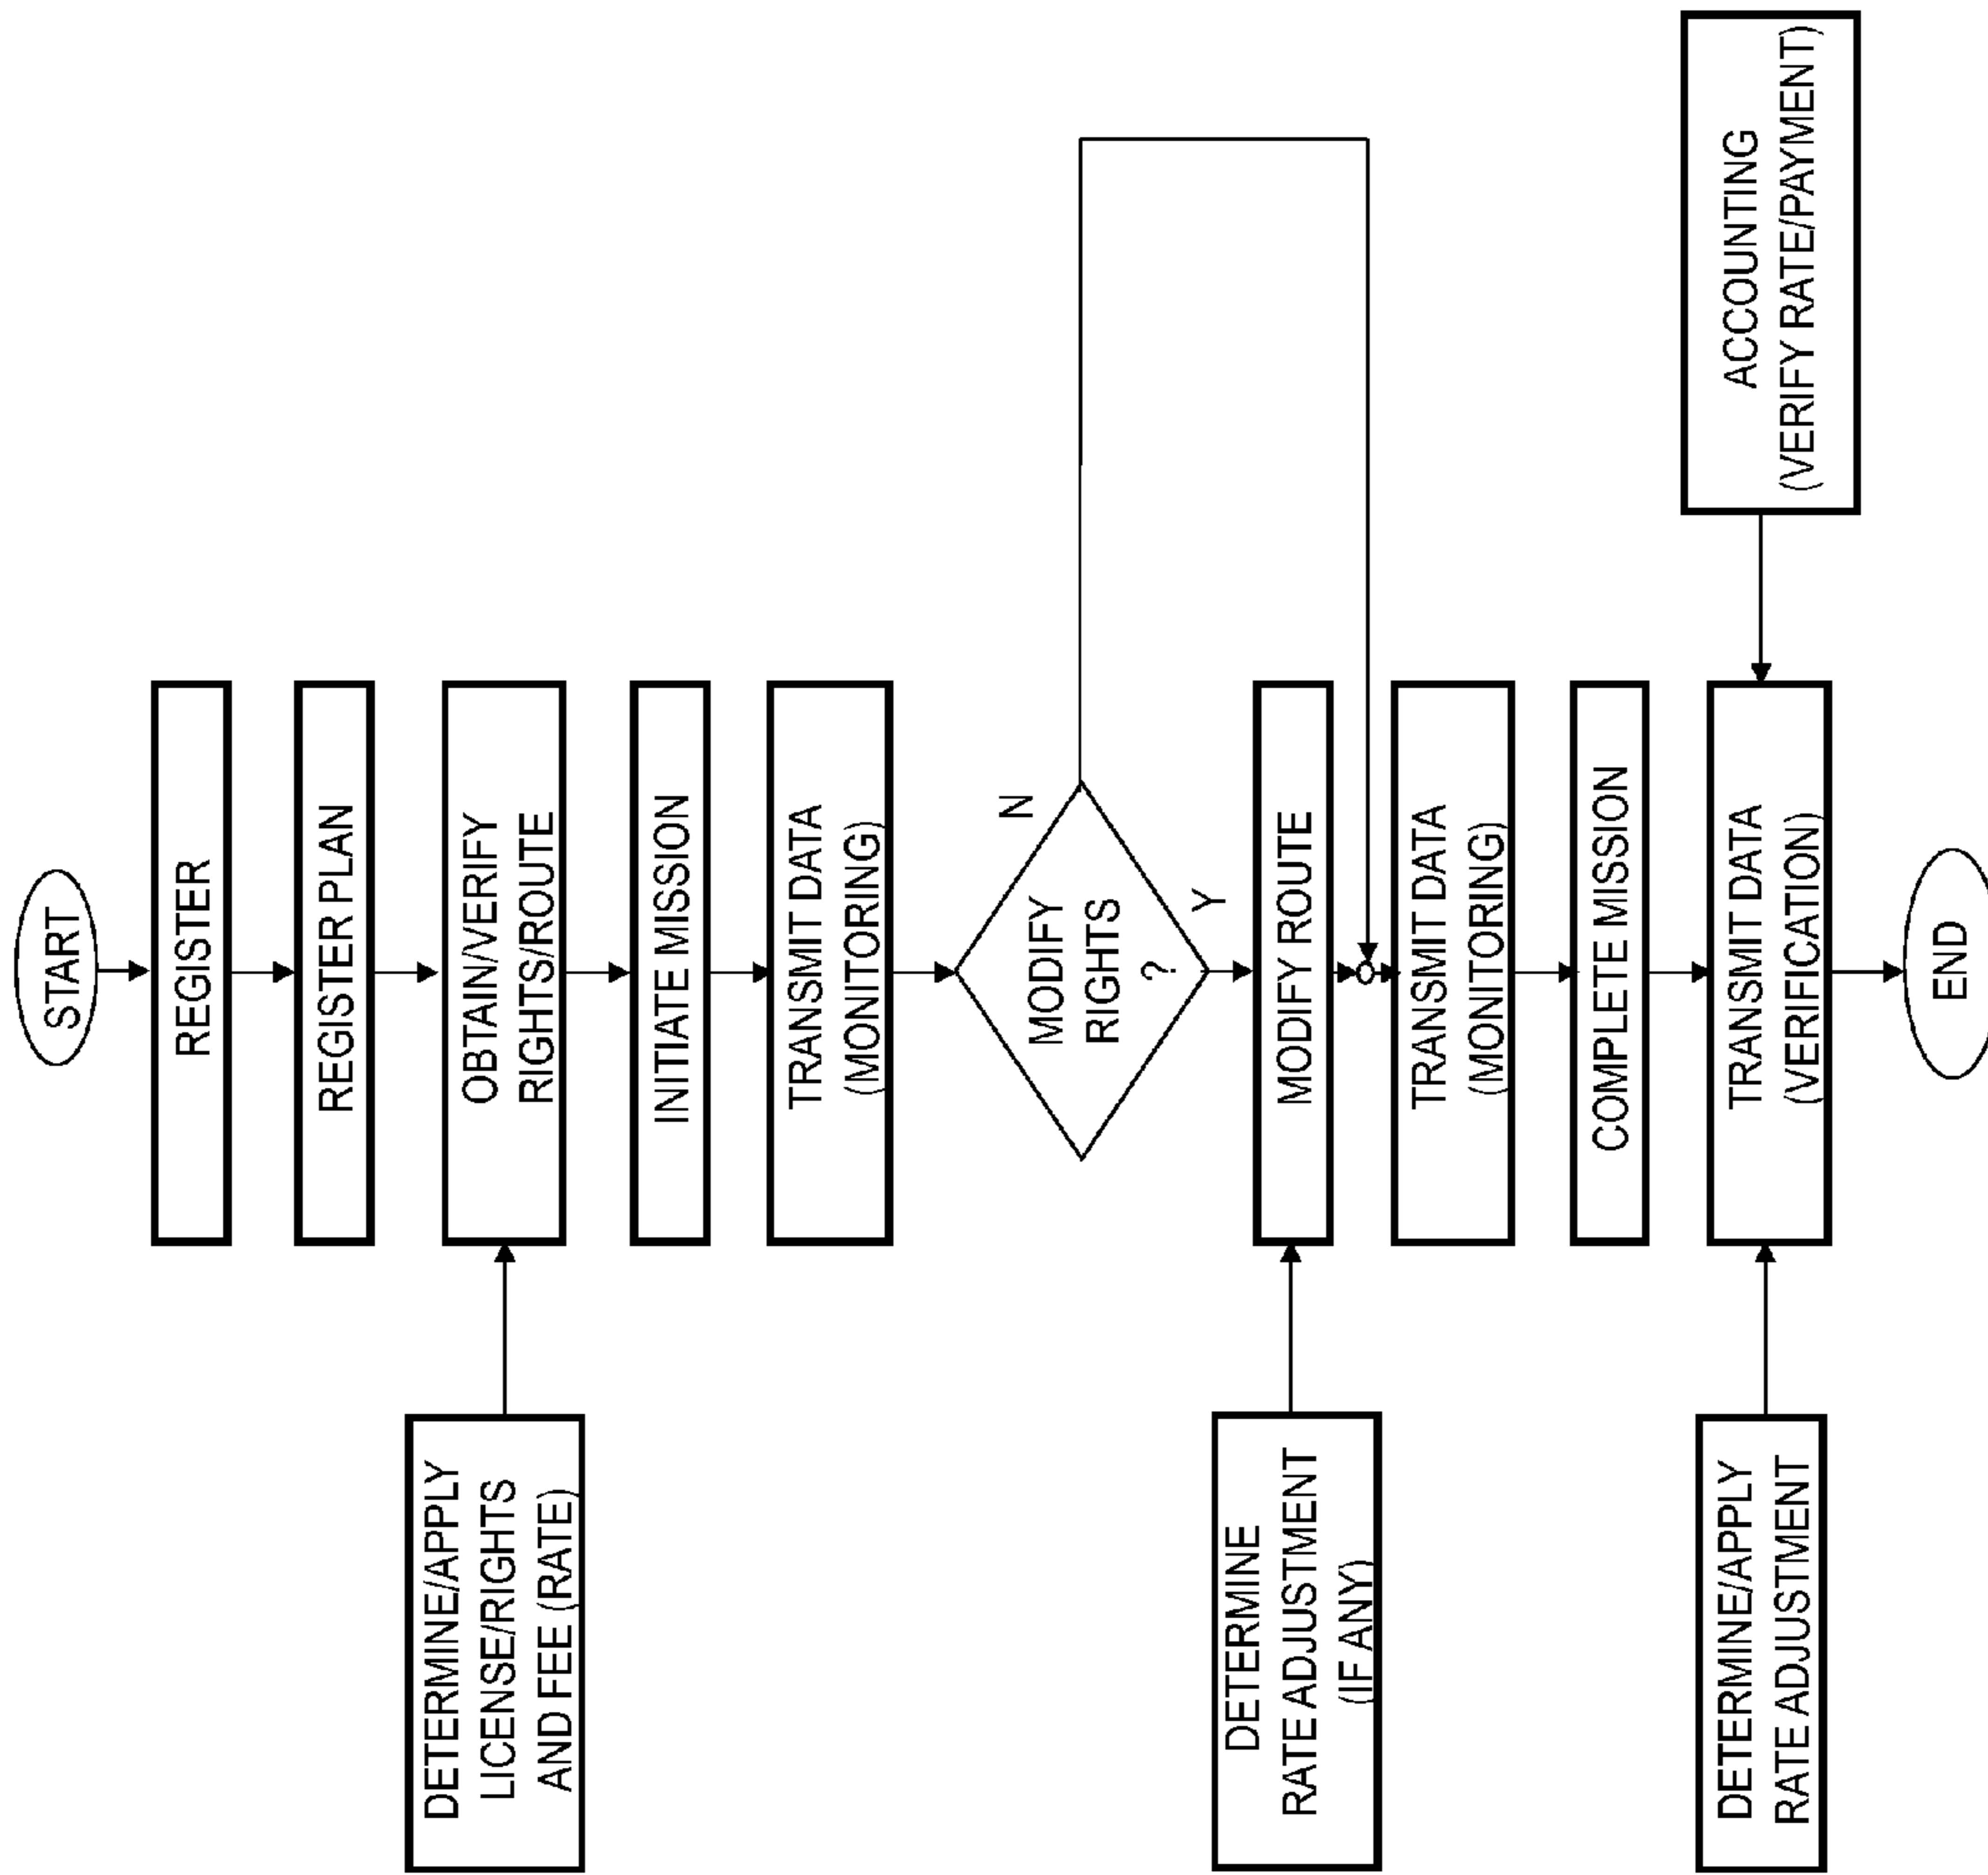 START
REGISTER
REGISTER PLAN
DETERMINE/APPLY
LICENSE/RIGHTS
AND FEE (RATE)
OBTAIN/VERIFY
RIGHTS/ROUTE
INITIATE MISSION
TRANSMIT DATA
(MONITORING)
MODIFY
RIGHTS
?
N
Y
DETERMINE
RATE ADJUSTMENT
(IF ANY)
MODIFY ROUTE
TRANSMIT DATA
(MONITORING)
COMPLETE MISSION
DETERMINE/APPLY
RATE ADJUSTMENT
TRANSMIT DATA
(VERIFICATION)
ACCOUNTING
(VERIFY RATE/PAYMENT)
END